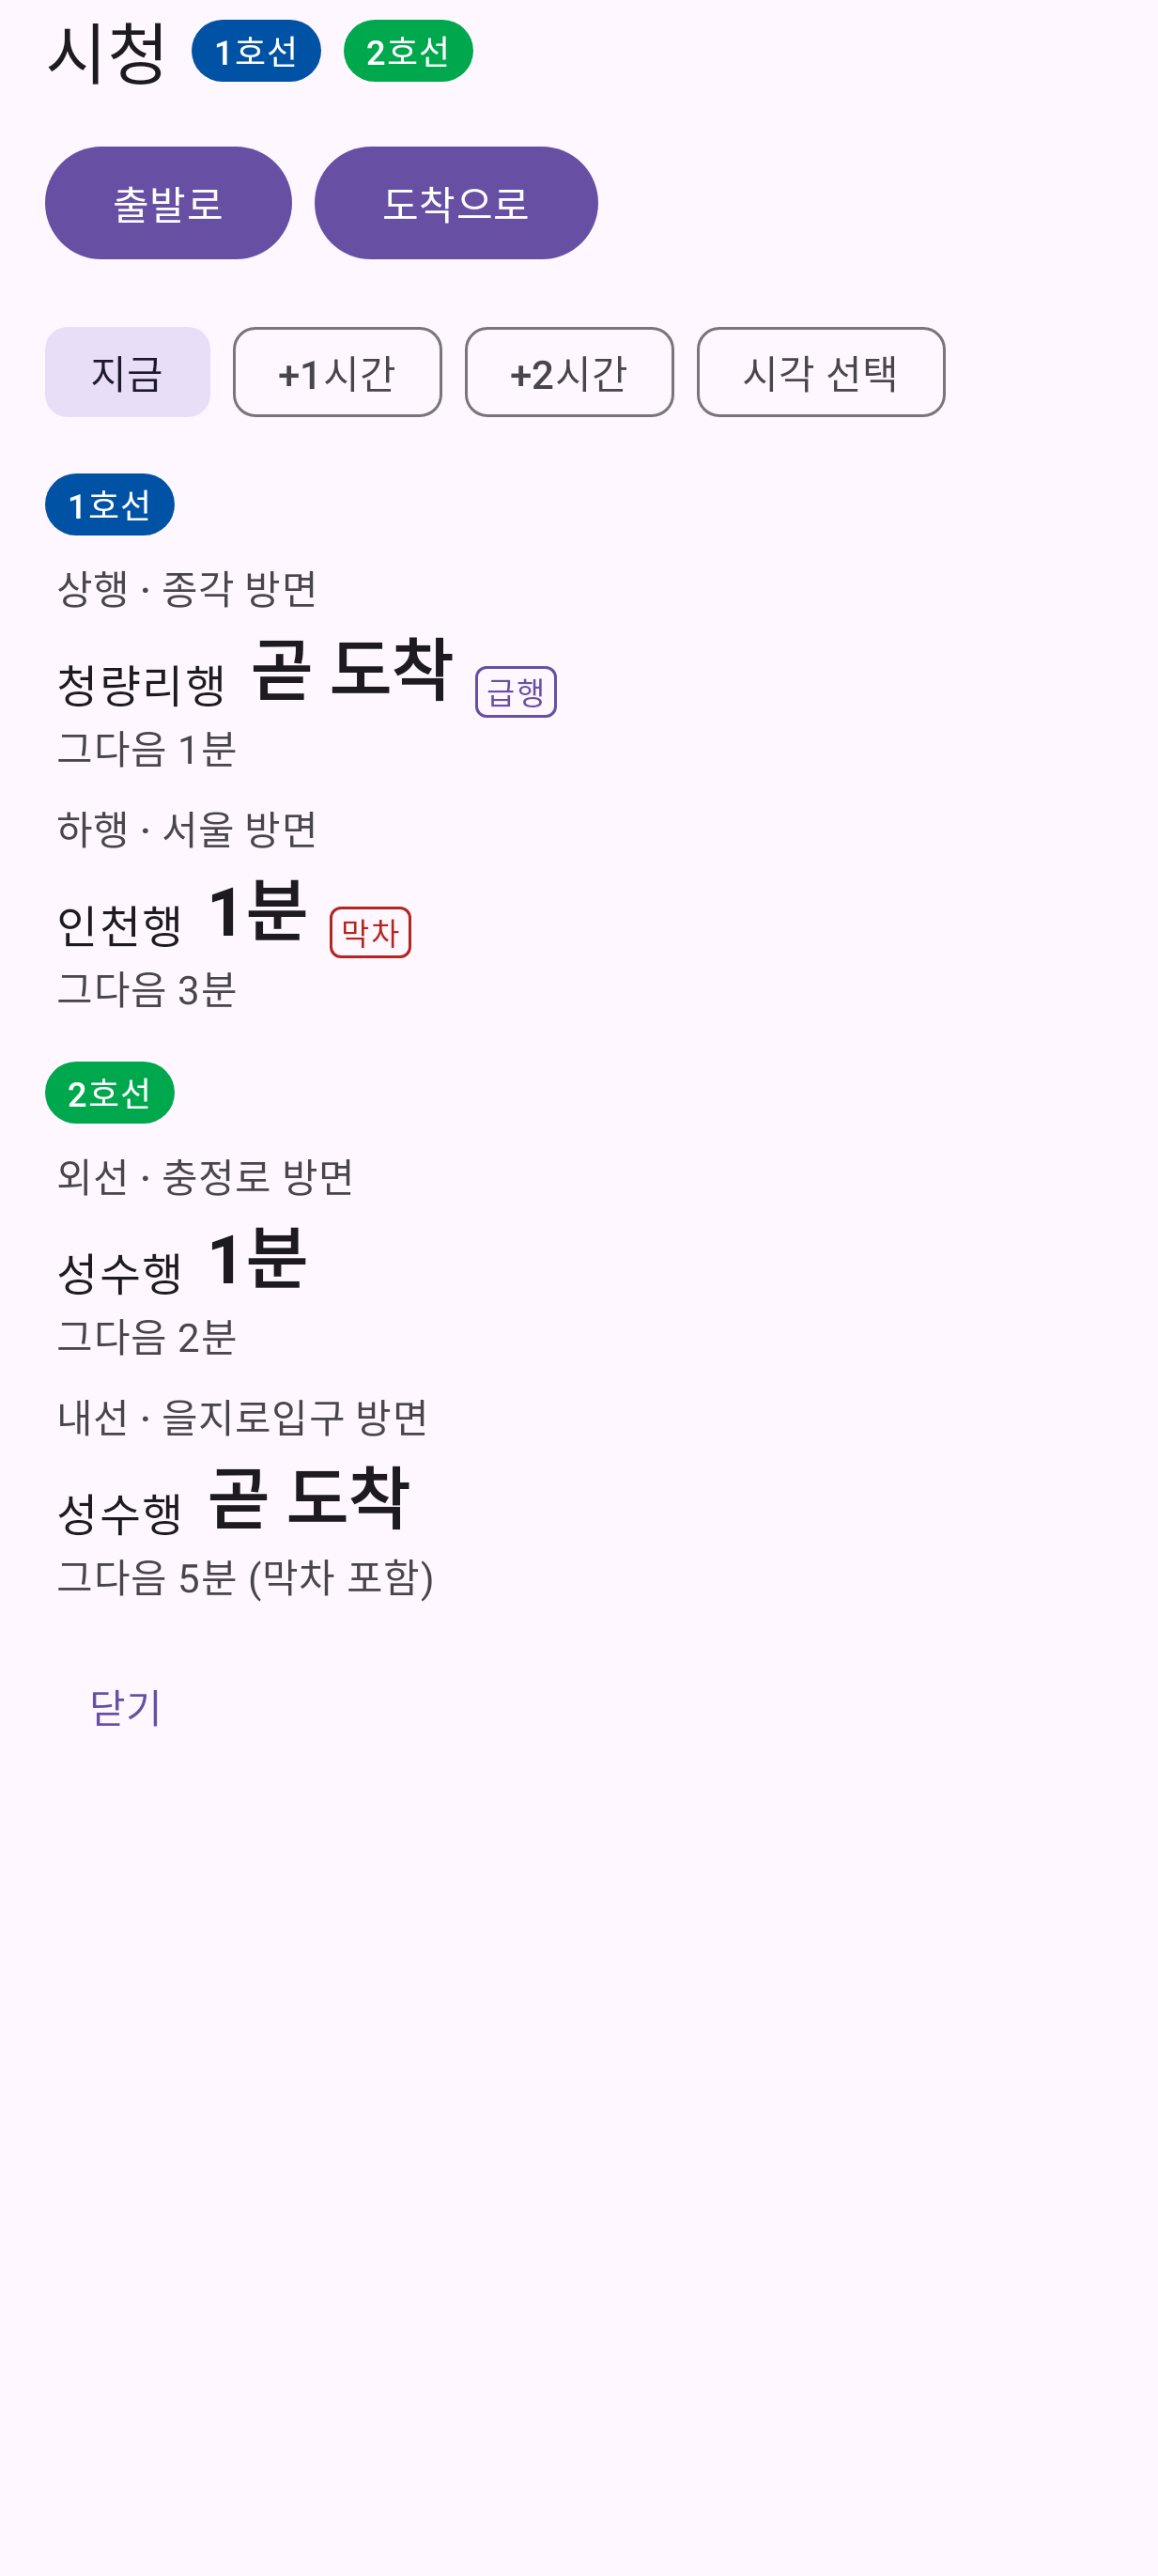 시청 1호선 2호선
출발로 도착으로
지금 +1시간 +2시간 시각 선택
1호선
상행 · 종각 방면
청량리행 곧 도착 급행
그다음 1분
하행 · 서울 방면
인천행 1분 막차
그다음 3분
2호선
외선 · 충정로 방면
성수행 1분
그다음 2분
내선 · 을지로입구 방면
성수행 곧 도착
그다음 5분 (막차 포함)
닫기